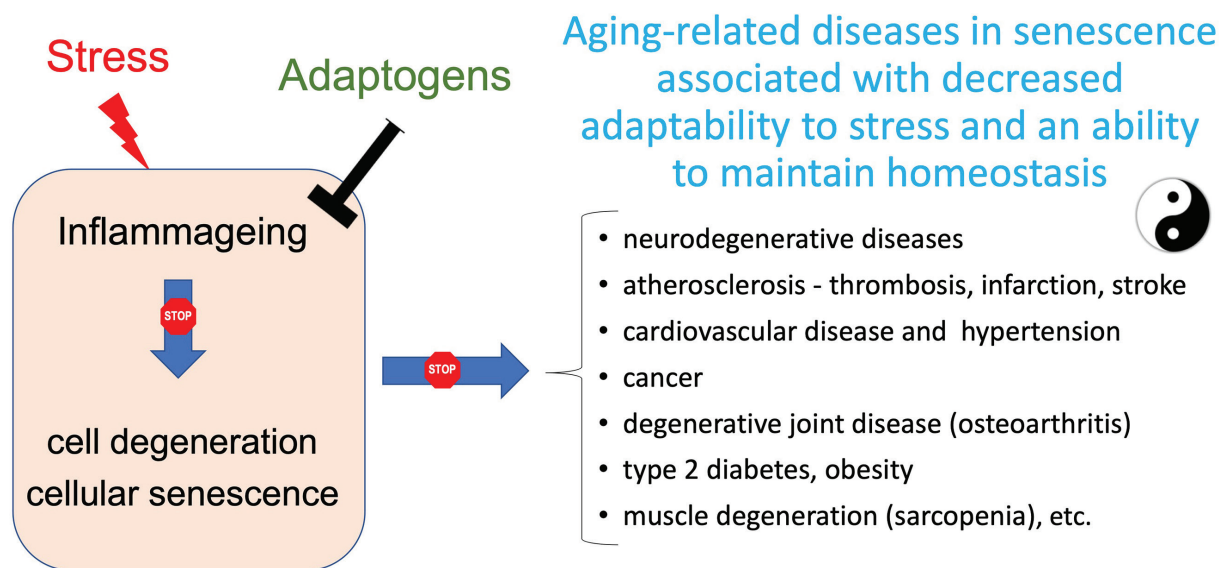 Stress
Adaptogens
Inflammageing
STOP
cell degeneration
cellular senescence
STOP
Aging-related diseases in senescence
associated with decreased
adaptability to stress and an ability
to maintain homeostasis
• neurodegenerative diseases
• atherosclerosis - thrombosis, infarction, stroke
• cardiovascular disease and hypertension
• cancer
• degenerative joint disease (osteoarthritis)
• type 2 diabetes, obesity
• muscle degeneration (sarcopenia), etc.